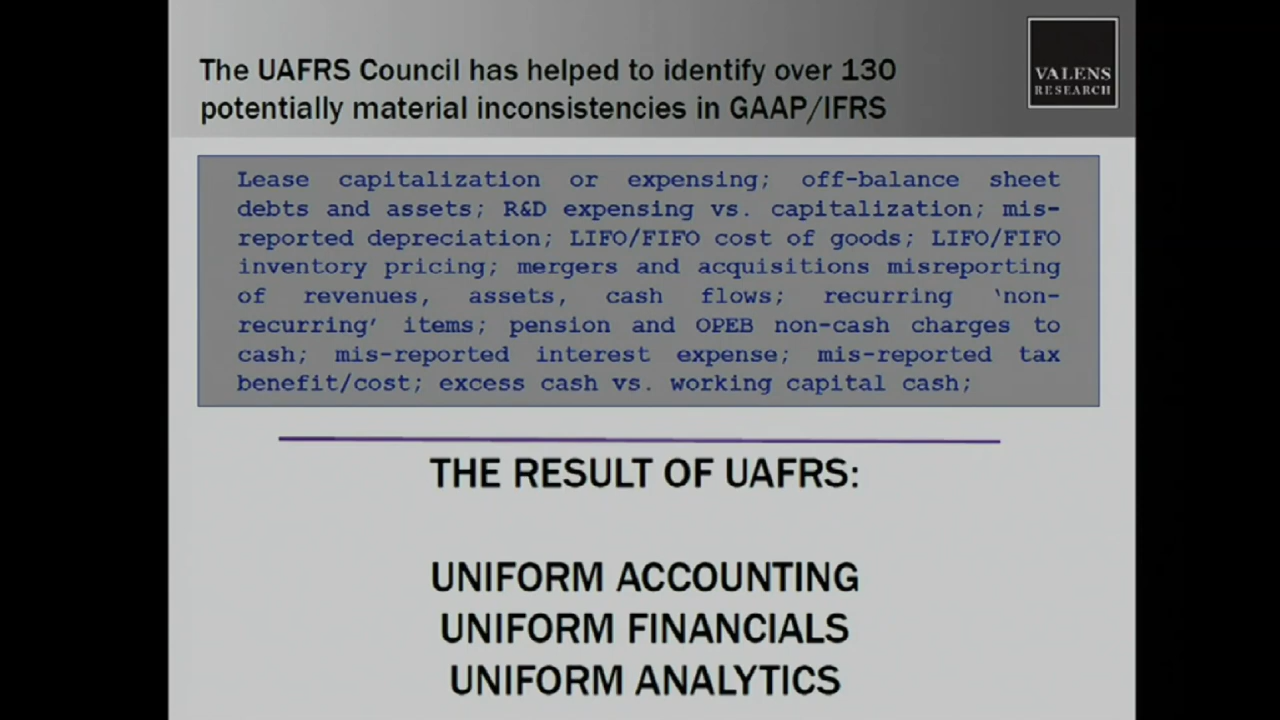 The UAFRS Council has helped to identify over 130
potentially material inconsistencies in GAAP/IFRS
VALENS
RESEARCH
Lease capitalization or expensing; off-balance sheet
debts and assets; R&D expensing vs. capitalization; mis-
reported depreciation; LIFO/FIFO cost of goods; LIFO/FIFO
inventory pricing; mergers and acquisitions misreporting
of revenues, assets, cash flows; recurring 'non-
recurring' items; pension and OPEB non-cash charges to
cash; mis-reported interest expense; mis-reported tax
benefit/cost; excess cash vs. working capital cash;
THE RESULT OF UAFRS:
UNIFORM ACCOUNTING
UNIFORM FINANCIALS
UNIFORM ANALYTICS